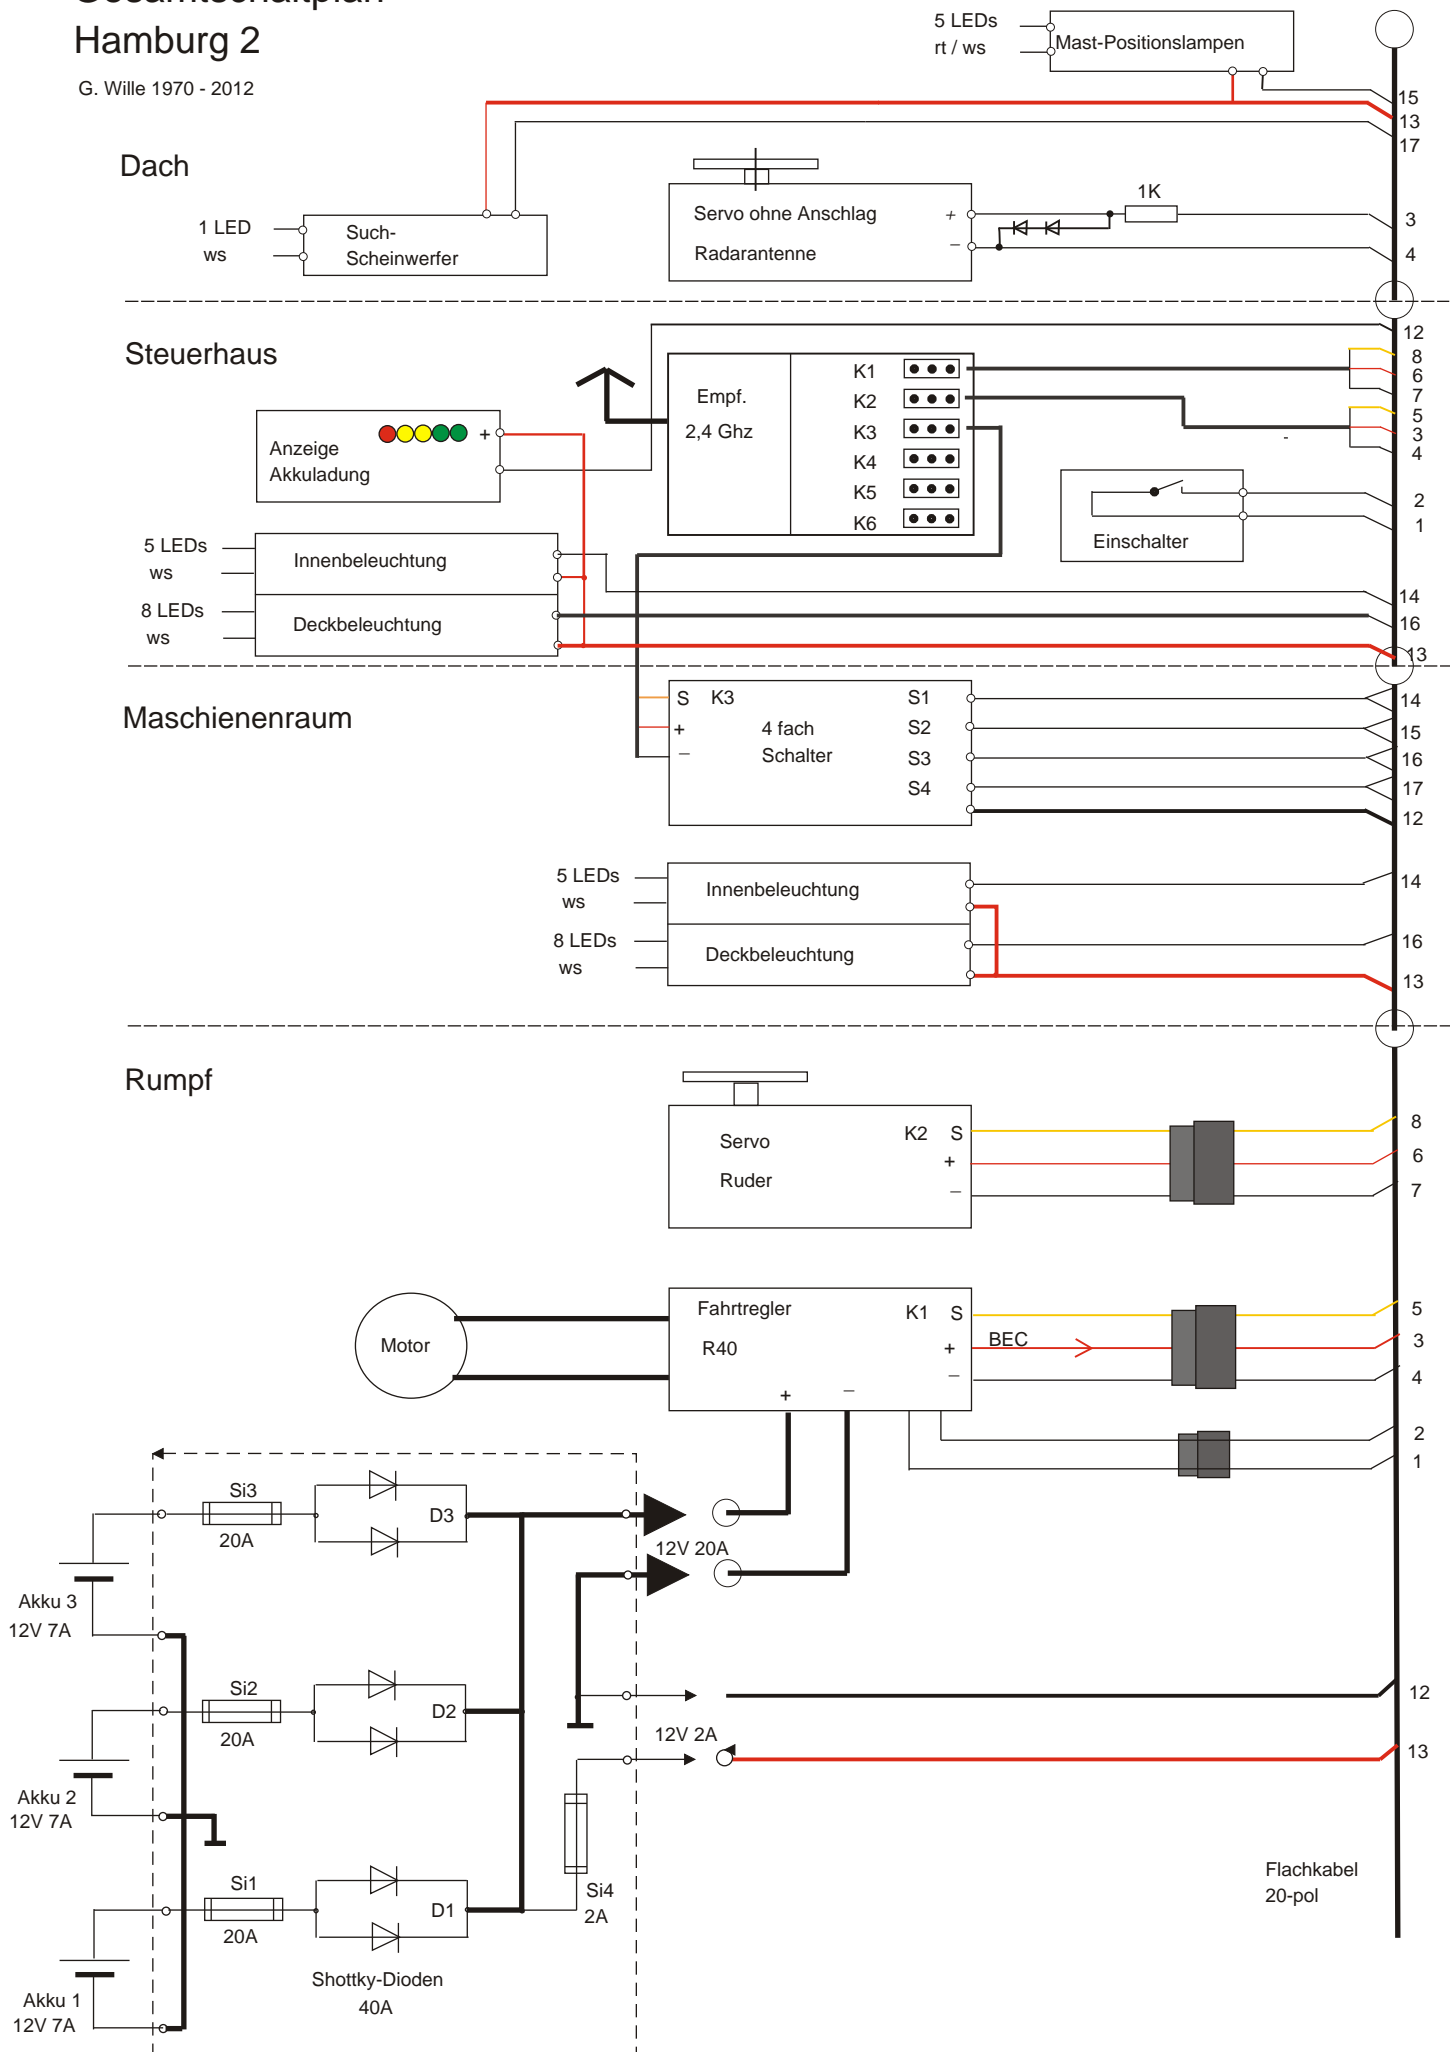 Gesamtschaltplan
Hamburg 2
G. Wille 1970 - 2012
5 LEDs
rt / ws
Mast-Positionslampen
15
13
17
Dach
1 LED
ws
Such-
Scheinwerfer
Servo ohne Anschlag +
Radarantenne –
1K
3
4
Steuerhaus
12
8
6
7
5
3
4
Empf.
2,4 Ghz
K1
K2
K3
K4
K5
K6
-
Anzeige
Akkuladung
+
Einschalter
2
1
5 LEDs
ws
Innenbeleuchtung
8 LEDs
ws
Deckbeleuchtung
14
16
13
Maschienenraum
S K3
+
–
4 fach
Schalter
S1
S2
S3
S4
14
15
16
17
12
5 LEDs
ws
Innenbeleuchtung
8 LEDs
ws
Deckbeleuchtung
14
16
13
Rumpf
Servo
Ruder
K2 S
+
–
8
6
7
Motor
Fahrtregler
R40
K1 S
+
–
+ –
BEC
5
3
4
2
1
Si3
20A
D3
12V 20A
Akku 3
12V 7A
Si2
20A
D2
12V 2A
12
13
Akku 2
12V 7A
Si1
20A
D1
Si4
2A
Shottky-Dioden
40A
Akku 1
12V 7A
Flachkabel
20-pol